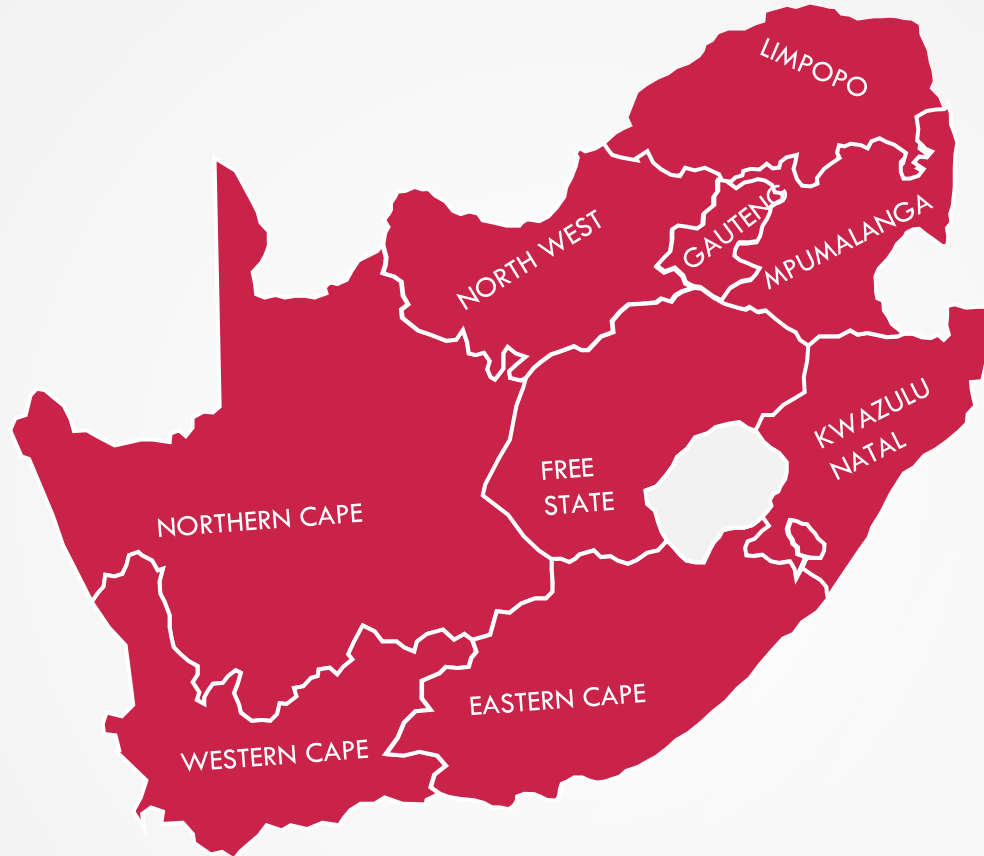 LIMPOPO
NORTH WEST
GAUTENG
MPUMALANGA
KWAZULU
NATAL
FREE
STATE
NORTHERN CAPE
EASTERN CAPE
WESTERN CAPE